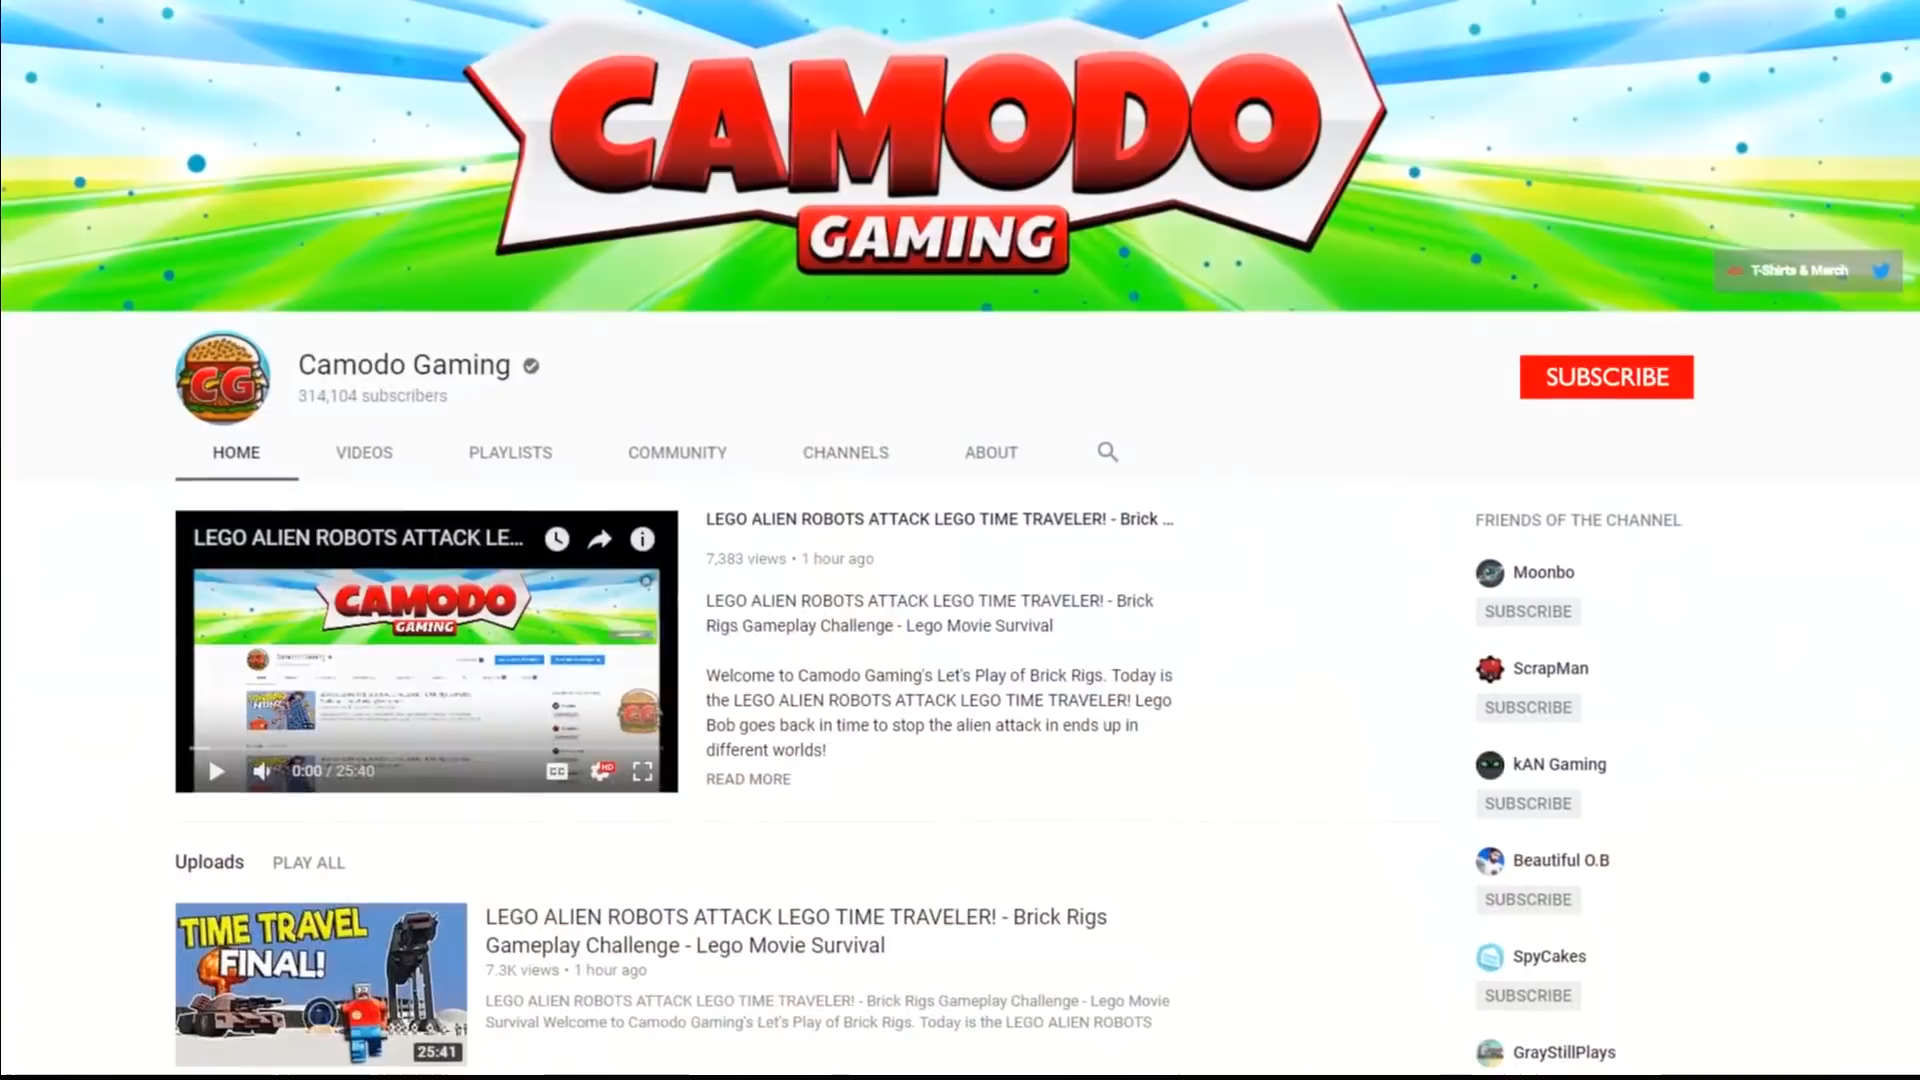 CAMODO
GAMING
T-Shirts & Merch
CG
Camodo Gaming
314,104 subscribers
SUBSCRIBE
HOME
VIDEOS
PLAYLISTS
COMMUNITY
CHANNELS
ABOUT
LEGO ALIEN ROBOTS ATTACK LE...
CAMODO
GAMING
CG
0:00 / 25:40
CC
HD
LEGO ALIEN ROBOTS ATTACK LEGO TIME TRAVELER! - Brick ...
7,383 views • 1 hour ago
LEGO ALIEN ROBOTS ATTACK LEGO TIME TRAVELER! - Brick
Rigs Gameplay Challenge - Lego Movie Survival
Welcome to Camodo Gaming's Let's Play of Brick Rigs. Today is
the LEGO ALIEN ROBOTS ATTACK LEGO TIME TRAVELER! Lego
Bob goes back in time to stop the alien attack in ends up in
different worlds!
READ MORE
FRIENDS OF THE CHANNEL
Moonbo
SUBSCRIBE
ScrapMan
SUBSCRIBE
kAN Gaming
SUBSCRIBE
Beautiful O.B
SUBSCRIBE
SpyCakes
SUBSCRIBE
GrayStillPlays
Uploads
PLAY ALL
TIME TRAVEL
FINAL!
25:41
LEGO ALIEN ROBOTS ATTACK LEGO TIME TRAVELER! - Brick Rigs
Gameplay Challenge - Lego Movie Survival
7.3K views • 1 hour ago
LEGO ALIEN ROBOTS ATTACK LEGO TIME TRAVELER! - Brick Rigs Gameplay Challenge - Lego Movie
Survival Welcome to Camodo Gaming's Let's Play of Brick Rigs. Today is the LEGO ALIEN ROBOTS